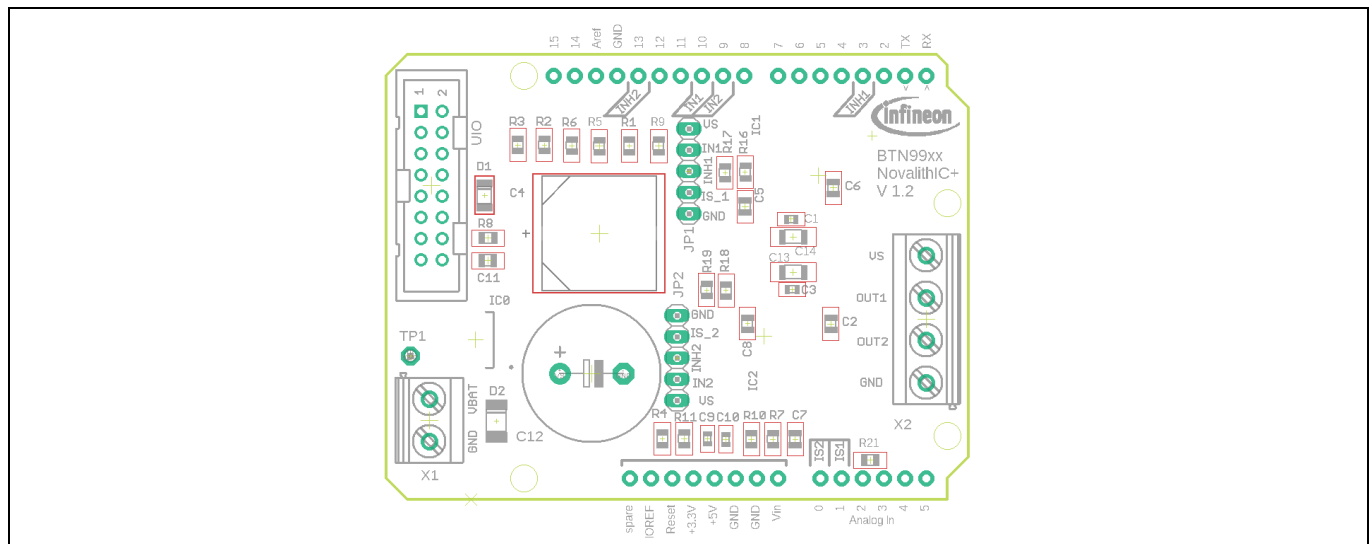 15 14 Aref GND 13 12 11 10 9 8 7 6 5 4 3 2 TX RX
< >
INH2 IN1 IN2 INH1
infineon
1 2
UIO
R3 R2 R6 R5 R1 R9
VS
IN1
INH1
IS_1
GND
JP1
R17 R16 IC1
BTN99xx
NovalithIC+
V 1.2
D1
C4
+
C5
C6
R8
C11
C1
C14
C13
C3
R19 R18
JP2
VS
OUT1
OUT2
GND
X2
IC0
GND
IS_2
INH2
IN2
VS
C8
C2
IC2
TP1
+
VBAT
GND
X1
D2
C12
R4 R11 C9 C10 R10 R7 C7
IS2 IS1
R21
spare IOREF Reset +3.3V +5V GND GND Vin 0 1 2 3 4 5
Analog In